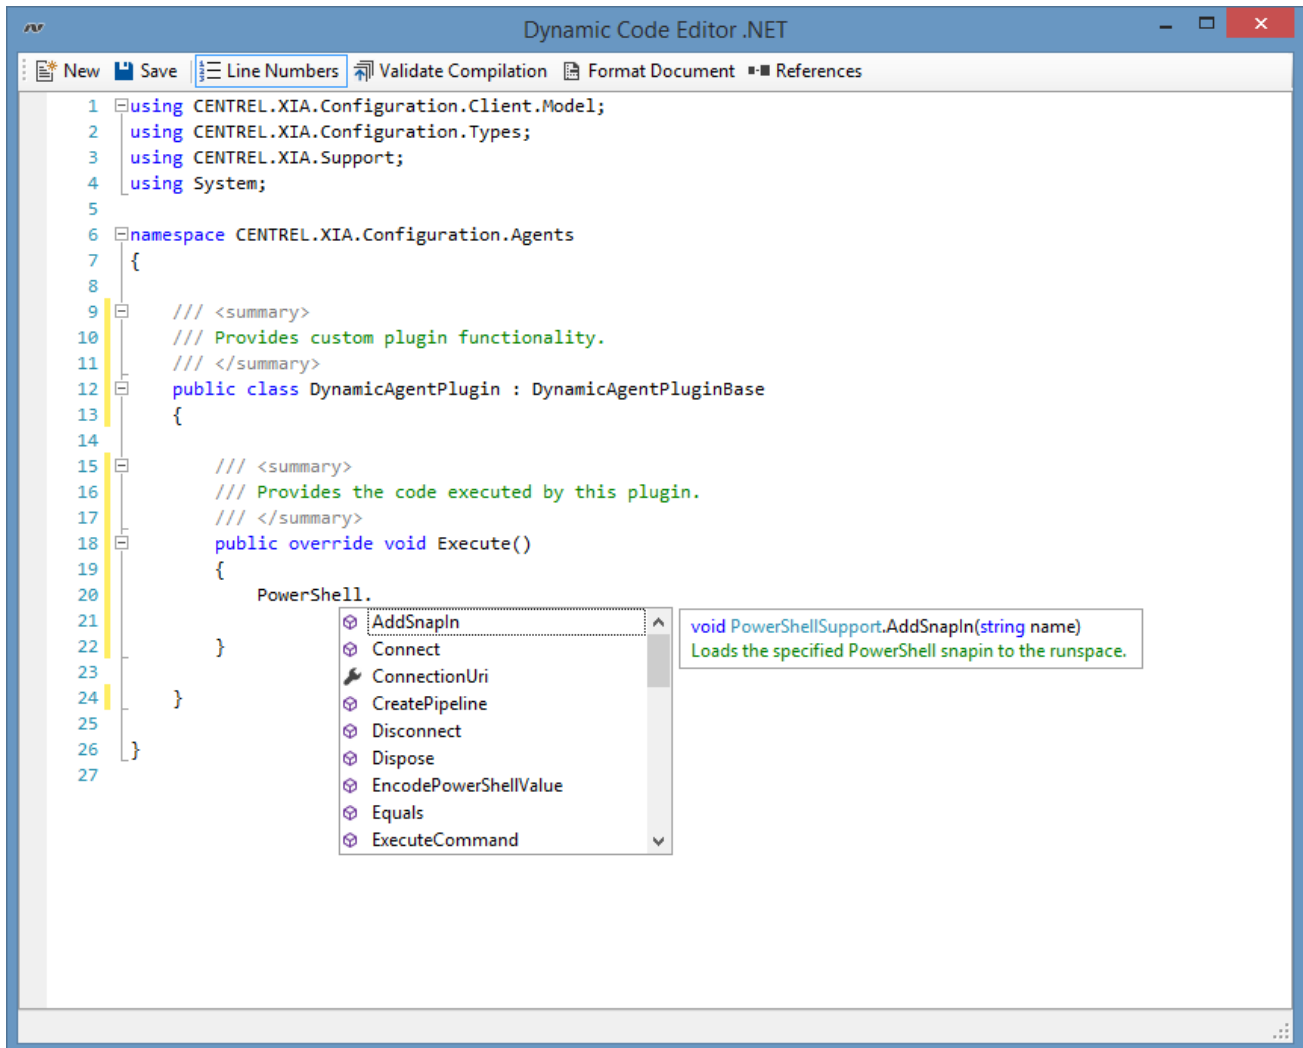 Dynamic Code Editor .NET
New Save Line Numbers Validate Compilation Format Document References
1 using CENTREL.XIA.Configuration.Client.Model;
2 using CENTREL.XIA.Configuration.Types;
3 using CENTREL.XIA.Support;
4 using System;
5
6 namespace CENTREL.XIA.Configuration.Agents
7 {
8
9 /// <summary>
10 /// Provides custom plugin functionality.
11 /// </summary>
12 public class DynamicAgentPlugin : DynamicAgentPluginBase
13 {
14
15 /// <summary>
16 /// Provides the code executed by this plugin.
17 /// </summary>
18 public override void Execute()
19 {
20 PowerShell.
21
22 }
23
24 }
25
26 }
27
AddSnapIn
Connect
ConnectionUri
CreatePipeline
Disconnect
Dispose
EncodePowerShellValue
Equals
ExecuteCommand
void PowerShellSupport.AddSnapIn(string name)
Loads the specified PowerShell snapin to the runspace.